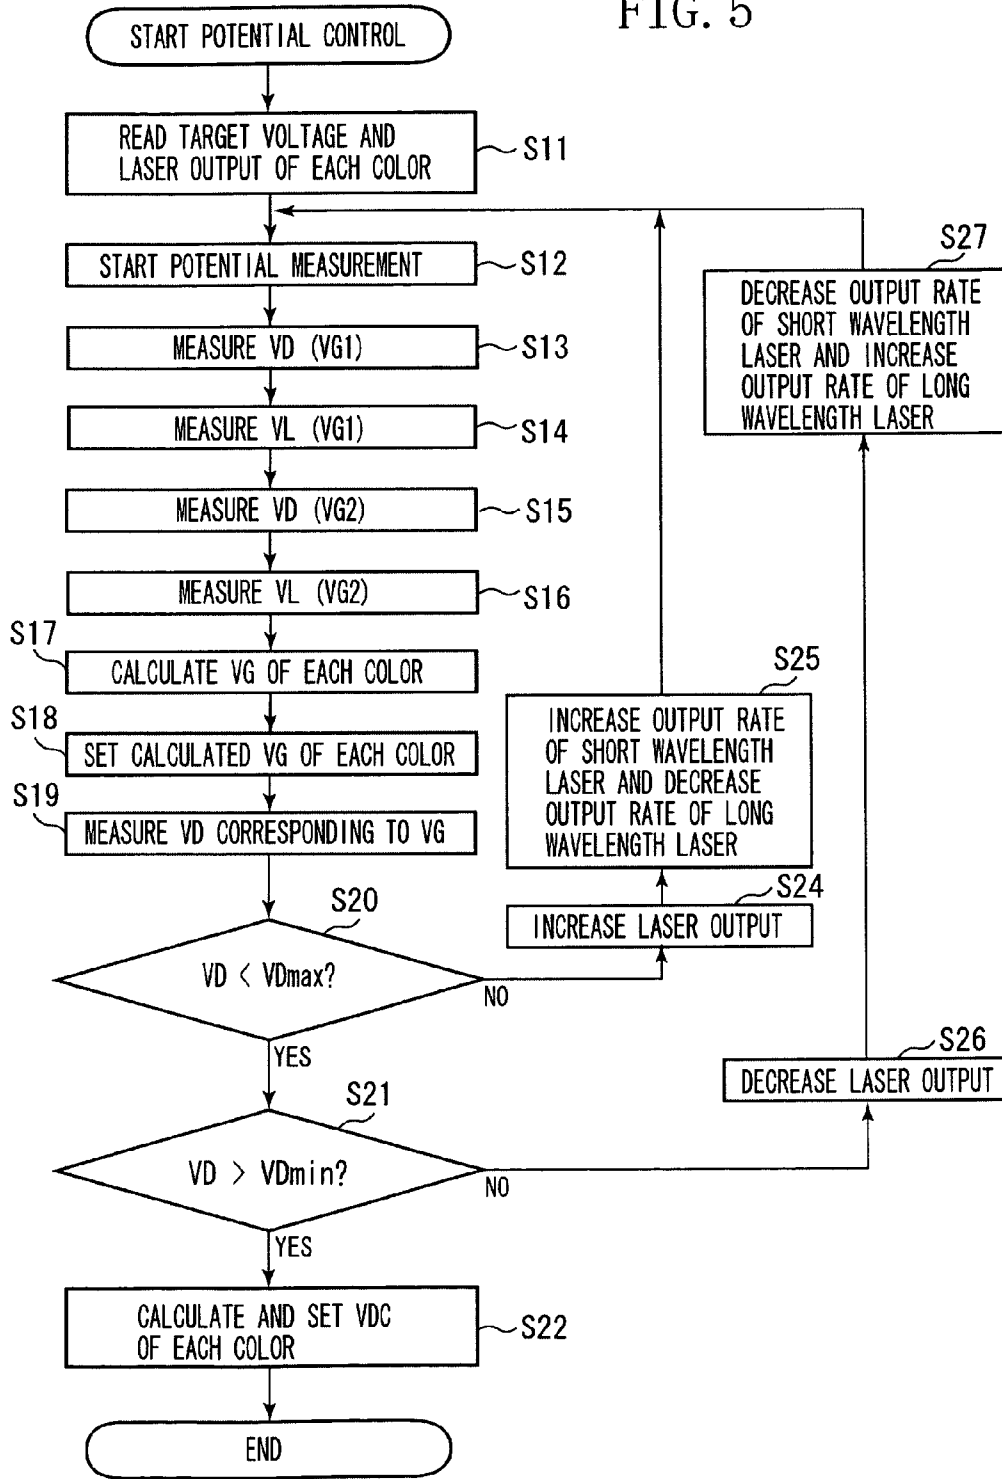 FIG. 5
START POTENTIAL CONTROL
READ TARGET VOLTAGE AND
LASER OUTPUT OF EACH COLOR
S11
START POTENTIAL MEASUREMENT
S12
MEASURE VD (VG1)
S13
MEASURE VL (VG1)
S14
MEASURE VD (VG2)
S15
MEASURE VL (VG2)
S16
S17
CALCULATE VG OF EACH COLOR
S18
SET CALCULATED VG OF EACH COLOR
S19
MEASURE VD CORRESPONDING TO VG
S20
VD < VDmax?
NO
YES
S21
VD > VDmin?
NO
YES
CALCULATE AND SET VDC
OF EACH COLOR
S22
END
S24
INCREASE LASER OUTPUT
S25
INCREASE OUTPUT RATE
OF SHORT WAVELENGTH
LASER AND DECREASE
OUTPUT RATE OF LONG
WAVELENGTH LASER
S26
DECREASE LASER OUTPUT
S27
DECREASE OUTPUT RATE
OF SHORT WAVELENGTH
LASER AND INCREASE
OUTPUT RATE OF LONG
WAVELENGTH LASER